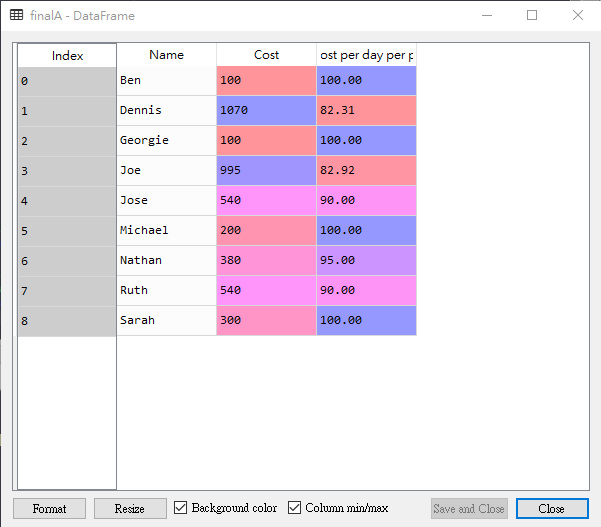 finalA - DataFrame
Index Name Cost ost per day per p
0 Ben 100 100.00
1 Dennis 1070 82.31
2 Georgie 100 100.00
3 Joe 995 82.92
4 Jose 540 90.00
5 Michael 200 100.00
6 Nathan 380 95.00
7 Ruth 540 90.00
8 Sarah 300 100.00
Format Resize Background color Column min/max Save and Close Close